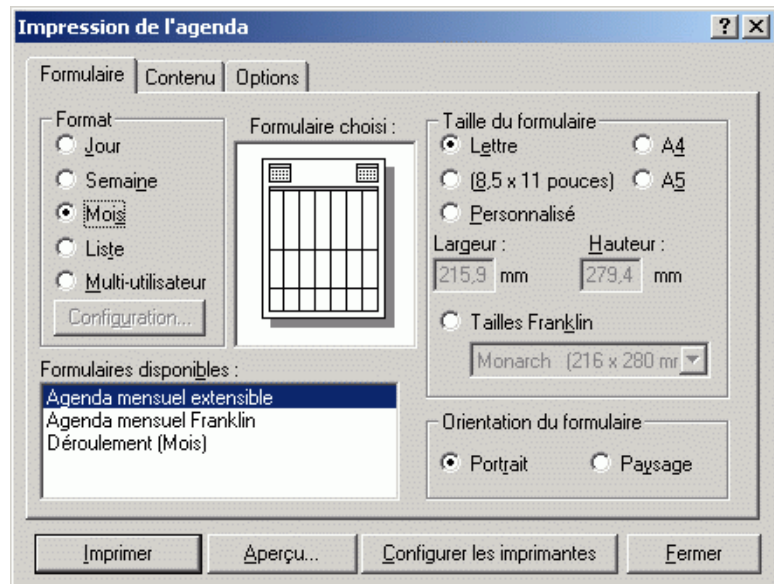 Impression de l'agenda
Formulaire Contenu Options
Format
Jour
Semaine
Mois
Liste
Multi-utilisateur
Configuration...
Formulaire choisi :
Taille du formulaire
Lettre A4
(8,5 x 11 pouces) A5
Personnalisé
Largeur : Hauteur :
215,9 mm 279,4 mm
Tailles Franklin
Monarch (216 x 280 mr
Formulaires disponibles :
Agenda mensuel extensible
Agenda mensuel Franklin
Déroulement (Mois)
Orientation du formulaire
Portrait Paysage
Imprimer Aperçu... Configurer les imprimantes Fermer